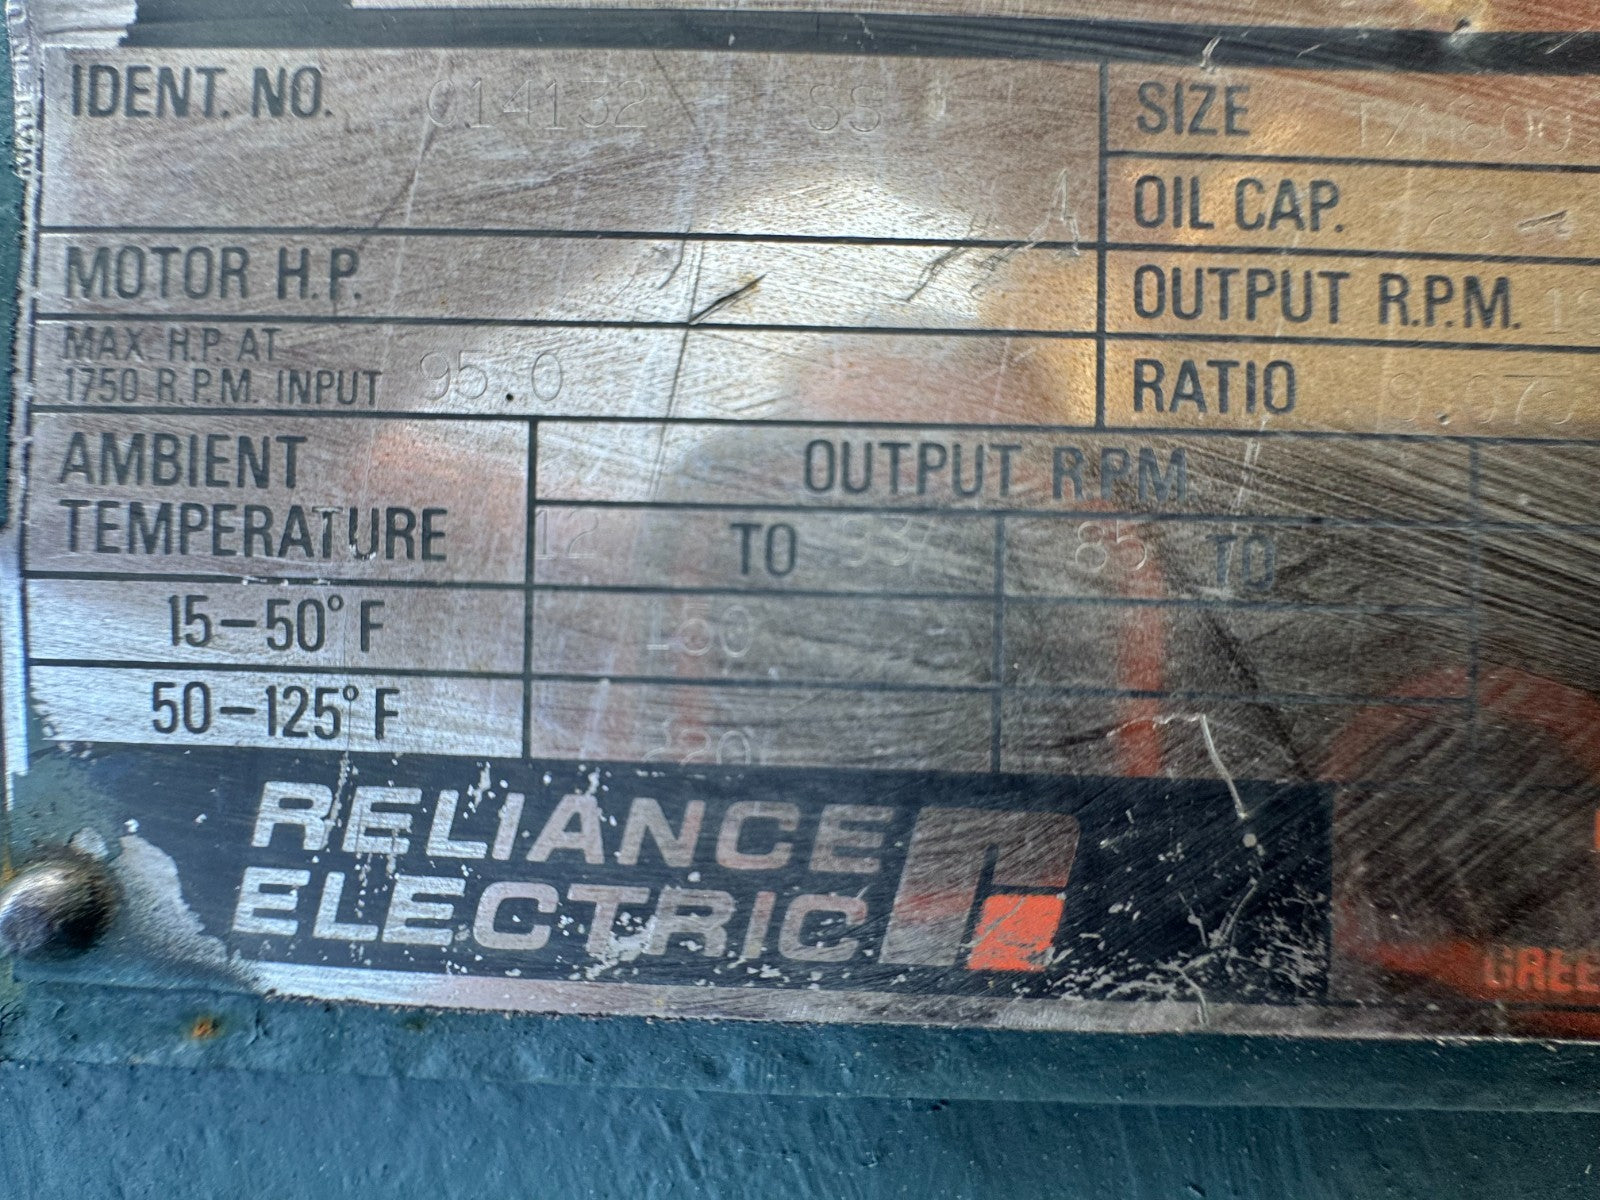 IDENT. NO. C14132 SS
SIZE
OIL CAP.
MOTOR H.P.
OUTPUT R.P.M.
MAX. H.P. AT
1750 R.P.M. INPUT 95.0
RATIO
AMBIENT
TEMPERATURE
OUTPUT RPM
12 TO
85 TO
15-50°F 150
50-125°F
RELIANCE
ELECTRIC